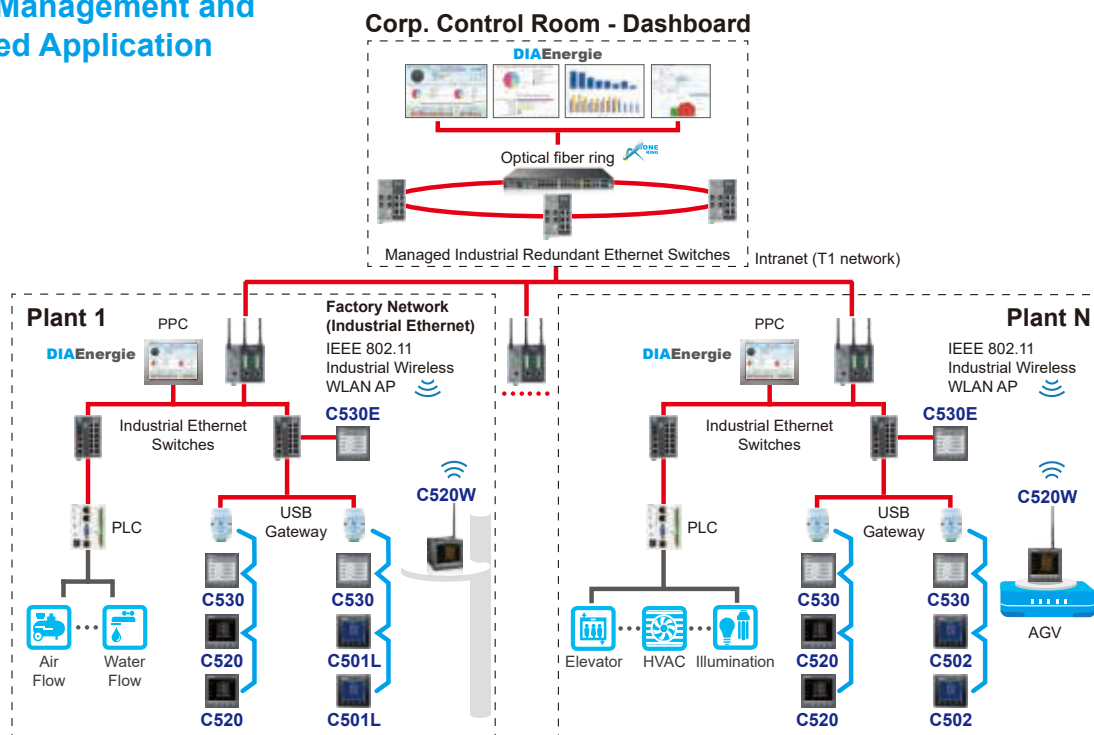 Management and
ed Application
Corp. Control Room - Dashboard
DIAEnergie
Optical fiber ring
ONE
RING
Managed Industrial Redundant Ethernet Switches
Intranet (T1 network)
Plant 1
PPC
DIAEnergie
Factory Network
(Industrial Ethernet)
IEEE 802.11
Industrial Wireless
WLAN AP
C530E
Industrial Ethernet
Switches
C520W
PLC
USB
Gateway
C530
C530
C520
C501L
C520
C501L
Air
Flow
Water
Flow
Plant N
PPC
DIAEnergie
IEEE 802.11
Industrial Wireless
WLAN AP
C530E
Industrial Ethernet
Switches
C520W
PLC
USB
Gateway
C530
C530
AGV
Elevator
HVAC
Illumination
C520
C502
C520
C502